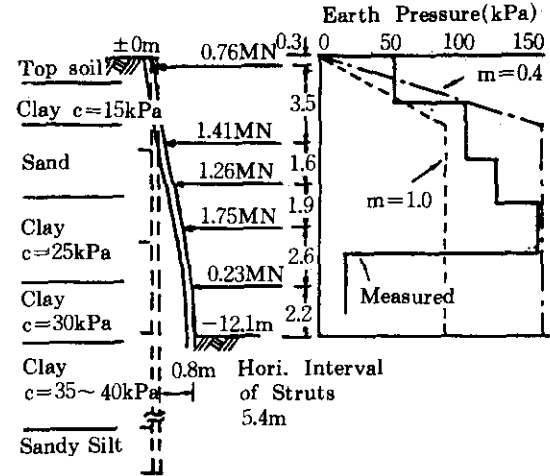 Earth Pressure(kPa)
±0m
0.76MN
0.3
0
50
100
150
Top soil
m=0.4
Clay c=15kPa
3.5
1.41MN
Sand
1.26MN
1.6
m=1.0
1.9
Clay
c=25kPa
1.75MN
2.6
0.23MN
Measured
Clay
c=30kPa
-12.1m
2.2
Clay
c=35~40kPa
0.8m
Hori. Interval
of Struts
5.4m
Sandy Silt